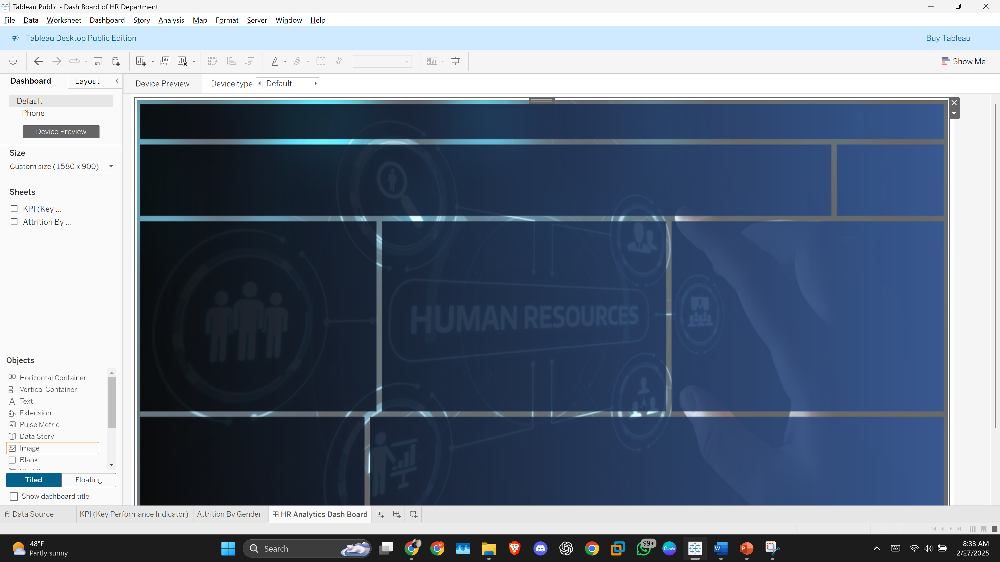 Tableau Public - Dash Board of HR Department
File Data Worksheet Dashboard Story Analysis Map Format Server Window Help
Tableau Desktop Public Edition
Buy Tableau
Show Me
Dashboard Layout
Device Preview Device type Default
Default
Phone
Device Preview
Size
Custom size (1580 x 900)
Sheets
KPI (Key ...
Attrition By ...
HUMAN RESOURCES
Objects
Horizontal Container
Vertical Container
Text
Extension
Pulse Metric
Data Story
Image
Blank
Tiled Floating
Show dashboard title
Data Source KPI (Key Performance Indicator) Attrition By Gender HR Analytics Dash Board
48°F
Partly sunny
Search
M
99+
Canva
W
P
8:33 AM
2/27/2025